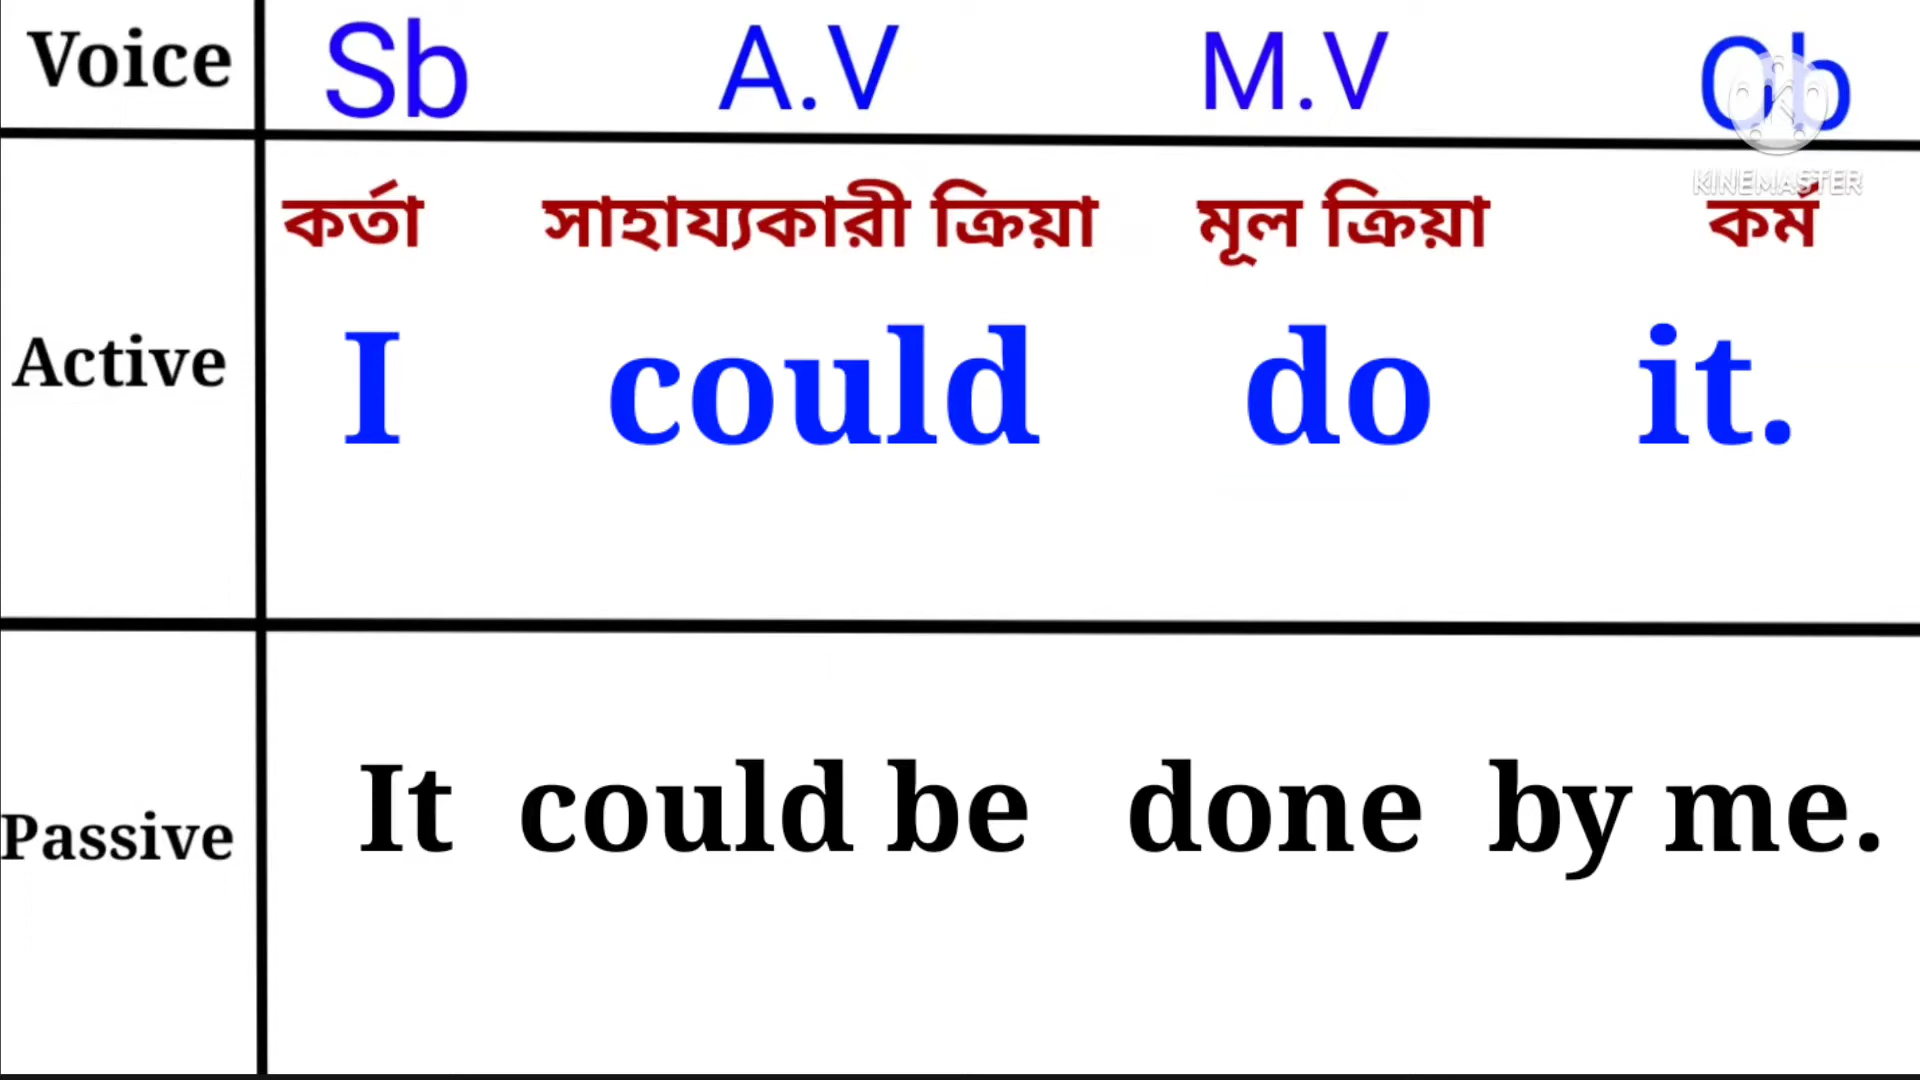 Voice Sb A.V M.V Ob
KINEMASTER
কর্তা সাহায্যকারী ক্রিয়া মূল ক্রিয়া কর্ম
Active I could do it.
Passive It could be done by me.